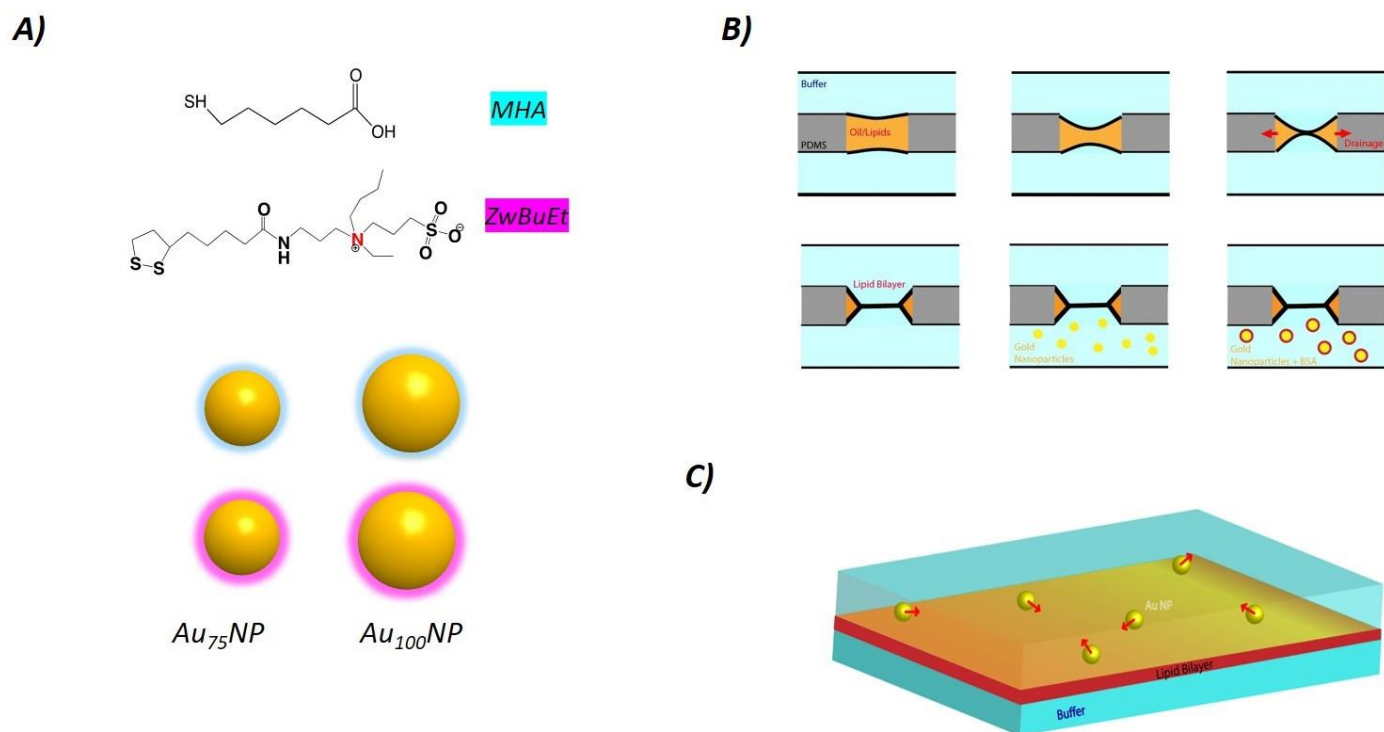 A)
SH
O
OH
MHA
O
N
H
N
⊕
S
O
O
O
⊖
S
S
ZwBuEt
Au75NP
Au100NP
B)
Buffer
Oil/Lipids
PDMS
Drainage
Lipid Bilayer
Gold
Nanoparticles
Gold
Nanoparticles + BSA
C)
Au NP
Lipid Bilayer
Buffer